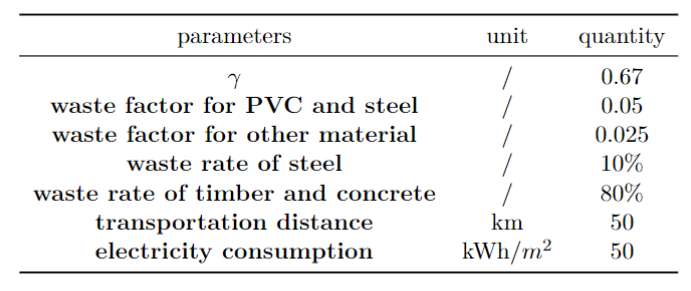 parameters unit quantity
γ / 0.67
waste factor for PVC and steel / 0.05
waste factor for other material / 0.025
waste rate of steel / 10%
waste rate of timber and concrete / 80%
transportation distance km 50
electricity consumption kWh/m² 50